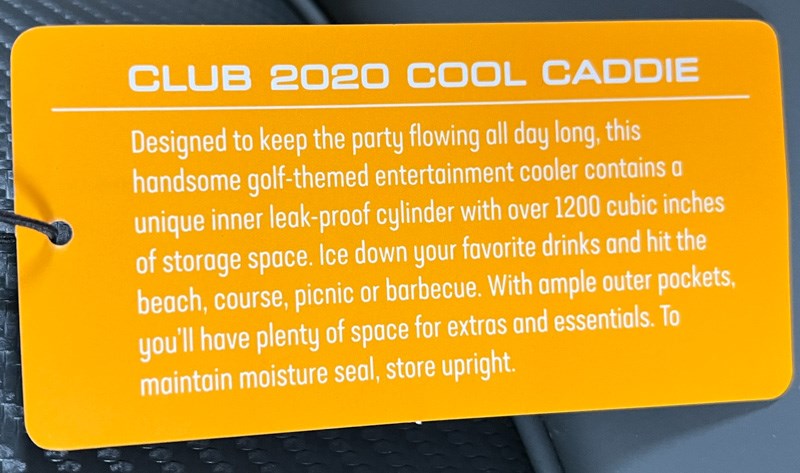 CLUB 2020 COOL CADDIE
Designed to keep the party flowing all day long, this
handsome golf-themed entertainment cooler contains a
unique inner leak-proof cylinder with over 1200 cubic inches
of storage space. Ice down your favorite drinks and hit the
beach, course, picnic or barbecue. With ample outer pockets,
you'll have plenty of space for extras and essentials. To
maintain moisture seal, store upright.